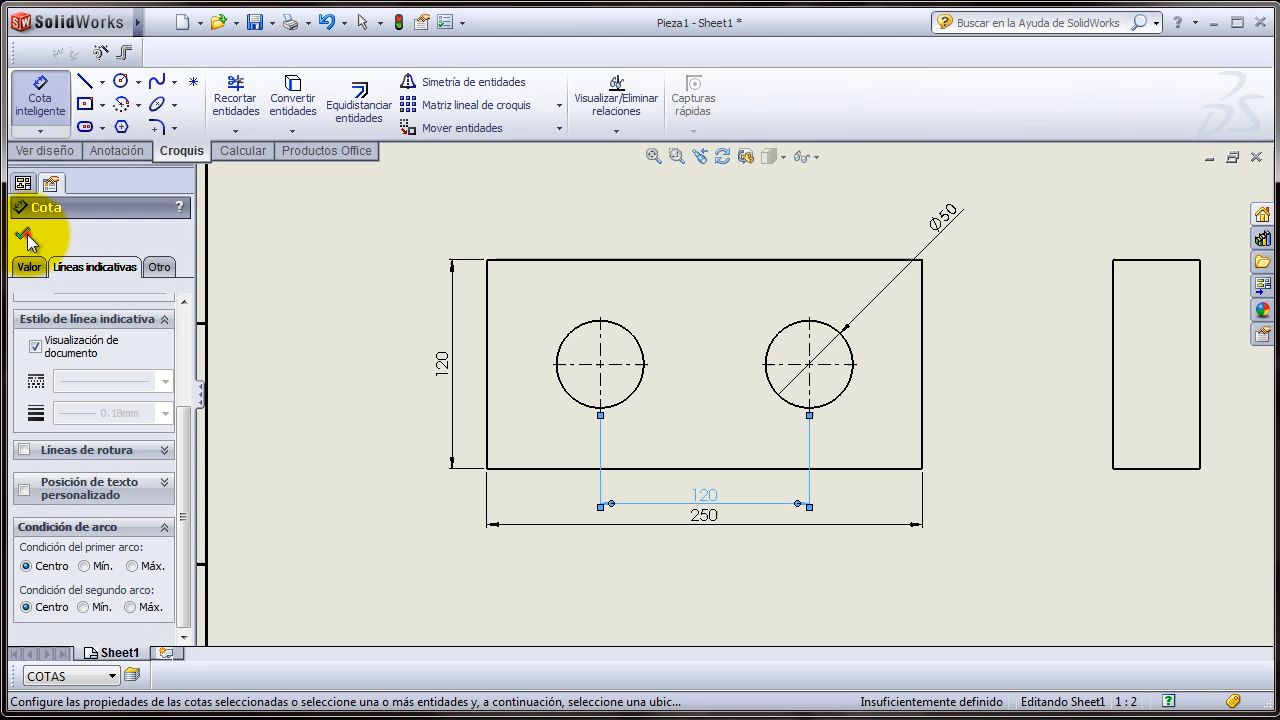 SolidWorks
Pieza1 - Sheet1 *
Buscar en la Ayuda de SolidWorks
?
Cota
inteligente
Recortar
entidades
Convertir
entidades
Equidistanciar
entidades
Simetría de entidades
Matriz lineal de croquis
Mover entidades
Visualizar/Eliminar
relaciones
Capturas
rápidas
Ver diseño
Anotación
Croquis
Calcular
Productos Office
Cota
?
Valor
Líneas indicativas
Otro
Estilo de línea indicativa
Visualización de
documento
0.18mm
Líneas de rotura
Posición de texto
personalizado
Condición de arco
Condición del primer arco:
Centro
Mín.
Máx.
Condición del segundo arco:
Centro
Mín.
Máx.
Φ50
120
120
250
Sheet1
COTAS
Configure las propiedades de las cotas seleccionadas o seleccione una o más entidades y, a continuación, seleccione una ubic...
Insuficientemente definido
Editando Sheet1
1 : 2
?